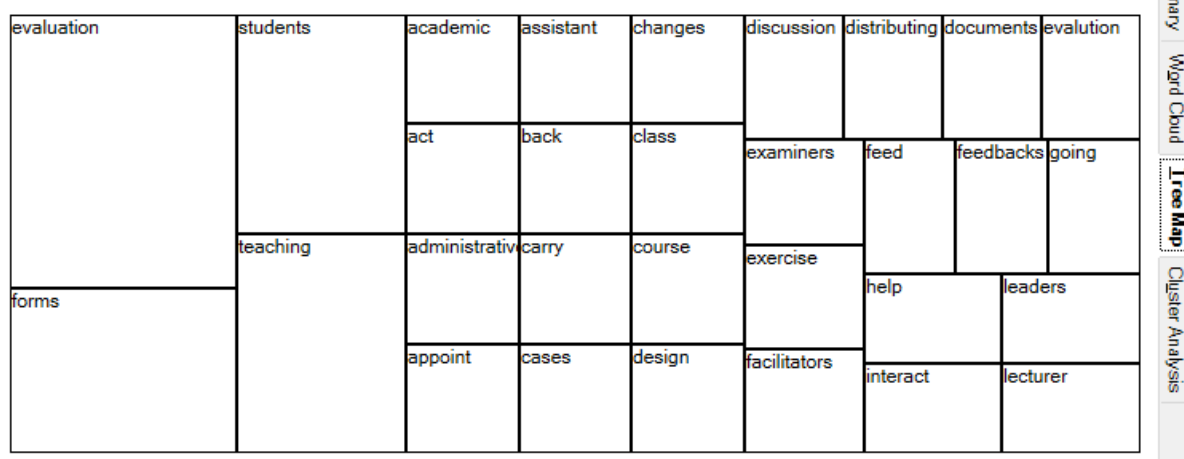 evaluation
students
academic
assistant
changes
discussion
distributing
documents
evalution
act
back
class
examiners
feed
feedbacks
going
teaching
administrativ
carry
course
exercise
forms
help
leaders
appoint
cases
design
facilitators
interact
lecturer
Word Cloud
Tree Map
Cluster Analysis